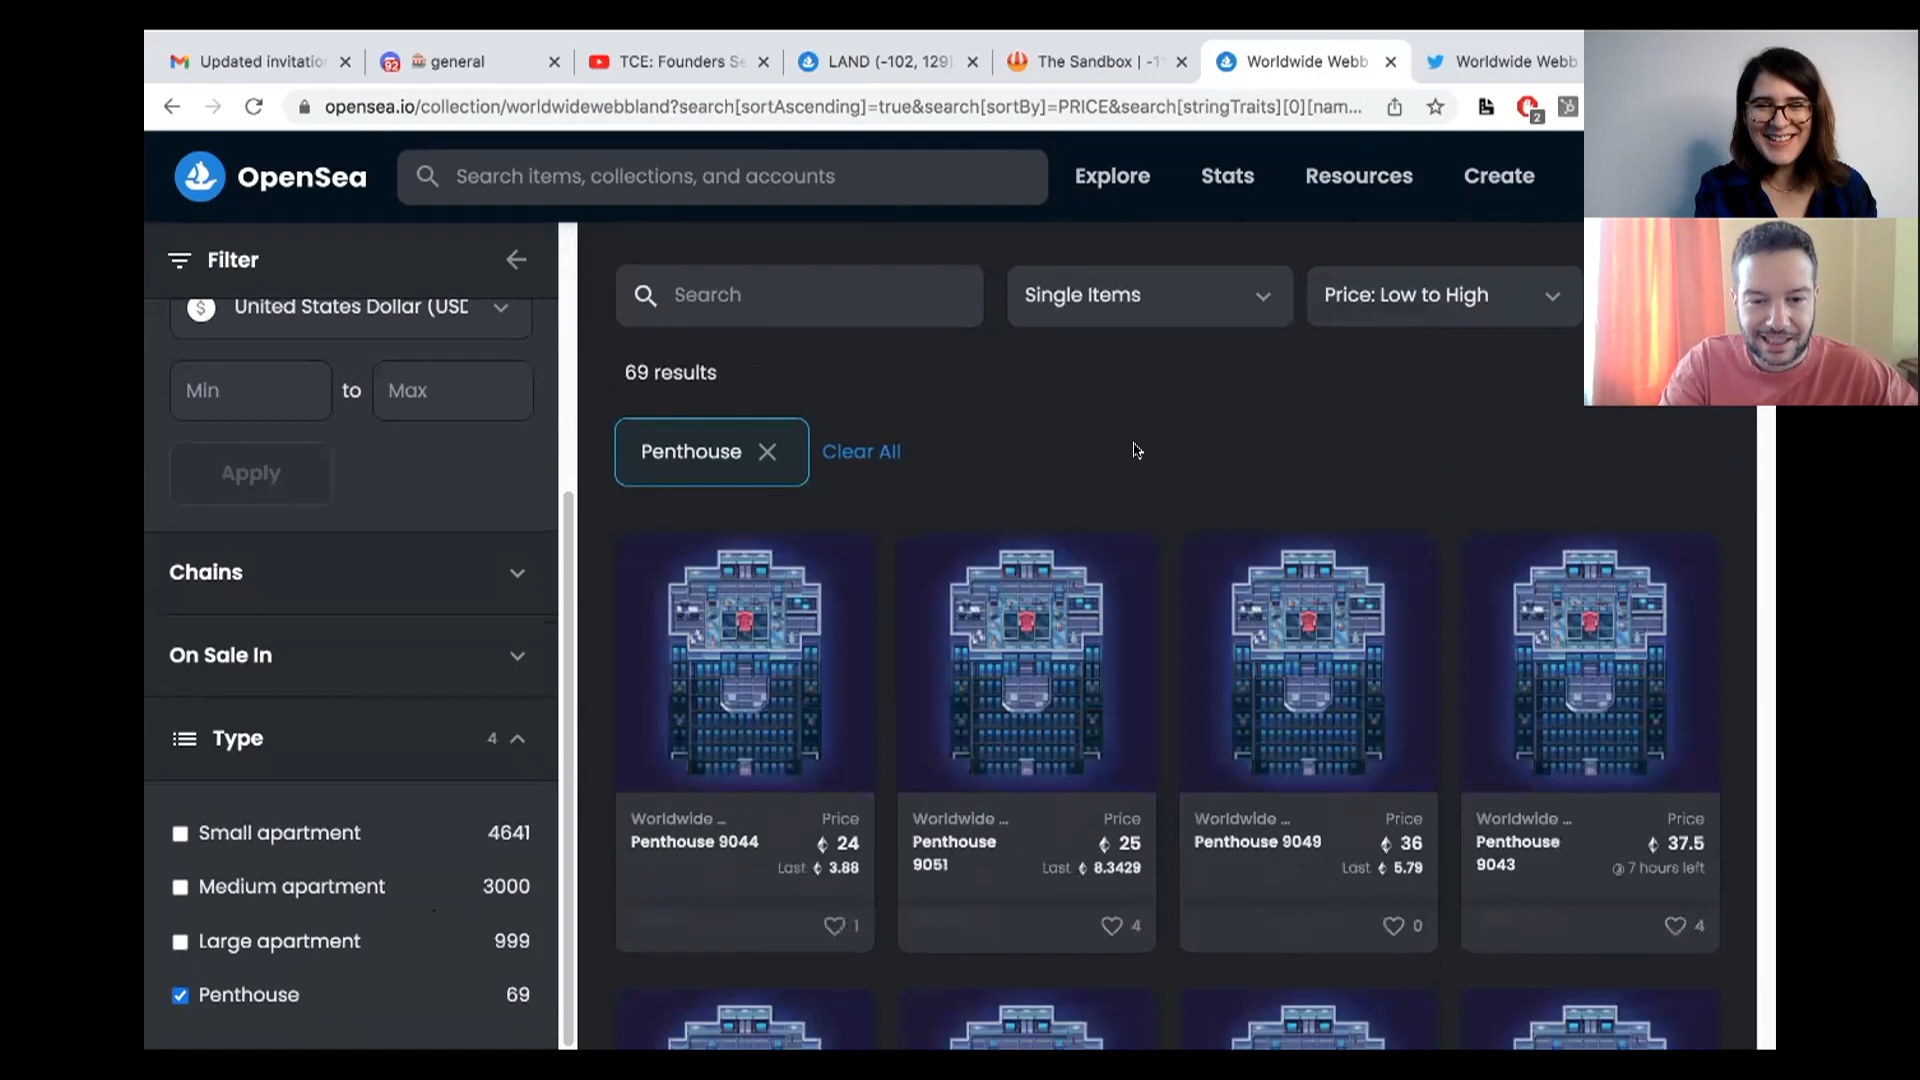 Updated invitation
general
TCE: Founders Se
LAND (-102, 129)
The Sandbox | -1
Worldwide Webb
Worldwide Webb
92
opensea.io/collection/worldwidewebbland?search[sortAscending]=true&search[sortBy]=PRICE&search[stringTraits][0][nam...
2
OpenSea
Search items, collections, and accounts
Explore
Stats
Resources
Create
Filter
$ United States Dollar (USD
Min to Max
Apply
Chains
On Sale In
Type 4
Small apartment 4641
Medium apartment 3000
Large apartment 999
Penthouse 69
Search
Single Items
Price: Low to High
69 results
Penthouse
Clear All
Worldwide ... Price
Penthouse 9044 24
Last 3.88
1
Worldwide ... Price
Penthouse 25
9051 Last 8.3429
4
Worldwide ... Price
Penthouse 9049 36
Last 5.79
0
Worldwide ... Price
Penthouse 37.5
9043 7 hours left
4